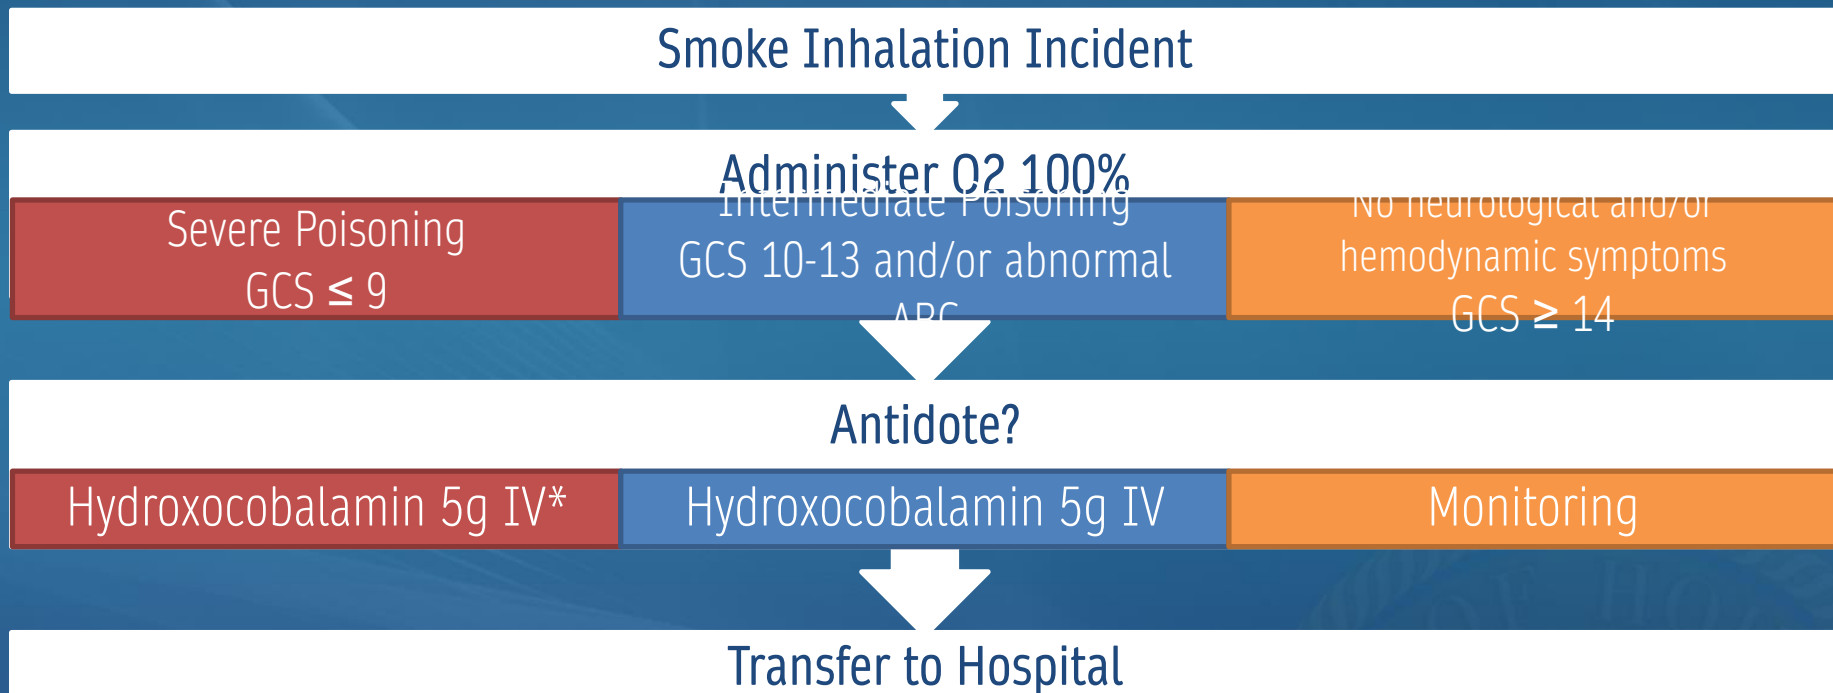 Smoke Inhalation Incident
Administer O2 100%
Severe Poisoning
GCS ≤ 9
Intermediate Poisoning
GCS 10-13 and/or abnormal
ABC
No neurological and/or
hemodynamic symptoms
GCS ≥ 14
Antidote?
Hydroxocobalamin 5g IV*
Hydroxocobalamin 5g IV
Monitoring
Transfer to Hospital